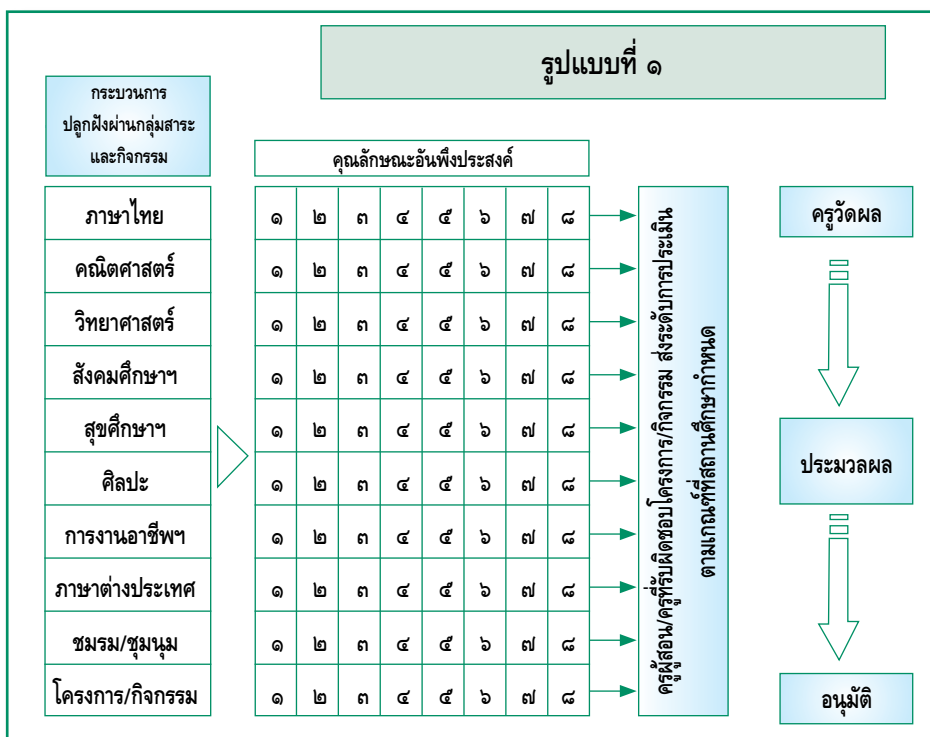 รูปแบบที่ ๑
กระบวนการ
ปลูกฝังผ่านกลุ่มสาระ
และกิจกรรม
คุณลักษณะอันพึงประสงค์
ภาษาไทย ๑ ๒ ๓ ๔ ๕ ๖ ๗ ๘
คณิตศาสตร์ ๑ ๒ ๓ ๔ ๕ ๖ ๗ ๘
วิทยาศาสตร์ ๑ ๒ ๓ ๔ ๕ ๖ ๗ ๘
สังคมศึกษาฯ ๑ ๒ ๓ ๔ ๕ ๖ ๗ ๘
สุขศึกษาฯ ๑ ๒ ๓ ๔ ๕ ๖ ๗ ๘
ศิลปะ ๑ ๒ ๓ ๔ ๕ ๖ ๗ ๘
การงานอาชีพฯ ๑ ๒ ๓ ๔ ๕ ๖ ๗ ๘
ภาษาต่างประเทศ ๑ ๒ ๓ ๔ ๕ ๖ ๗ ๘
ชมรม/ชุมนุม ๑ ๒ ๓ ๔ ๕ ๖ ๗ ๘
โครงการ/กิจกรรม ๑ ๒ ๓ ๔ ๕ ๖ ๗ ๘
ครูผู้สอน/ครูที่รับผิดชอบโครงการ/กิจกรรม ส่งระดับการประเมิน
ตามเกณฑ์ที่สถานศึกษากำหนด
ครูวัดผล
ประมวลผล
อนุมัติ